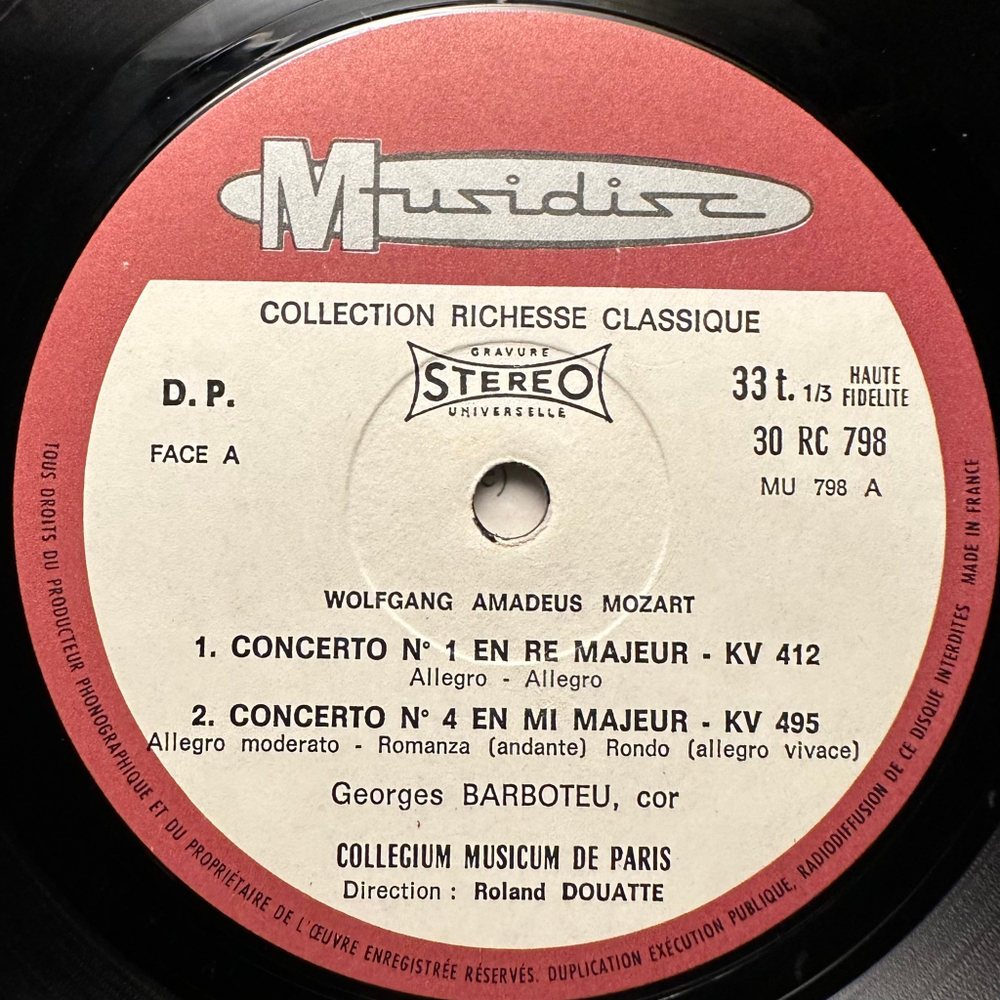 Musidisc
COLLECTION RICHESSE CLASSIQUE
GRAVURE
STEREO
UNIVERSELLE
D. P.
FACE A
33 t. 1/3 HAUTE FIDELITE
30 RC 798
MU 798 A
WOLFGANG AMADEUS MOZART
1. CONCERTO N° 1 EN RE MAJEUR - KV 412
Allegro - Allegro
2. CONCERTO N° 4 EN MI MAJEUR - KV 495
Allegro moderato - Romanza (andante) Rondo (allegro vivace)
Georges BARBOTEU, cor
COLLEGIUM MUSICUM DE PARIS
Direction : Roland DOUATTE
TOUS DROITS DU PRODUCTEUR PHONOGRAPHIQUE ET DU PROPRIÉTAIRE DE L'ŒUVRE ENREGISTRÉE RÉSERVÉS. DUPLICATION EXÉCUTION PUBLIQUE, RADIODIFFUSION DE CE DISQUE INTERDITES. MADE IN FRANCE